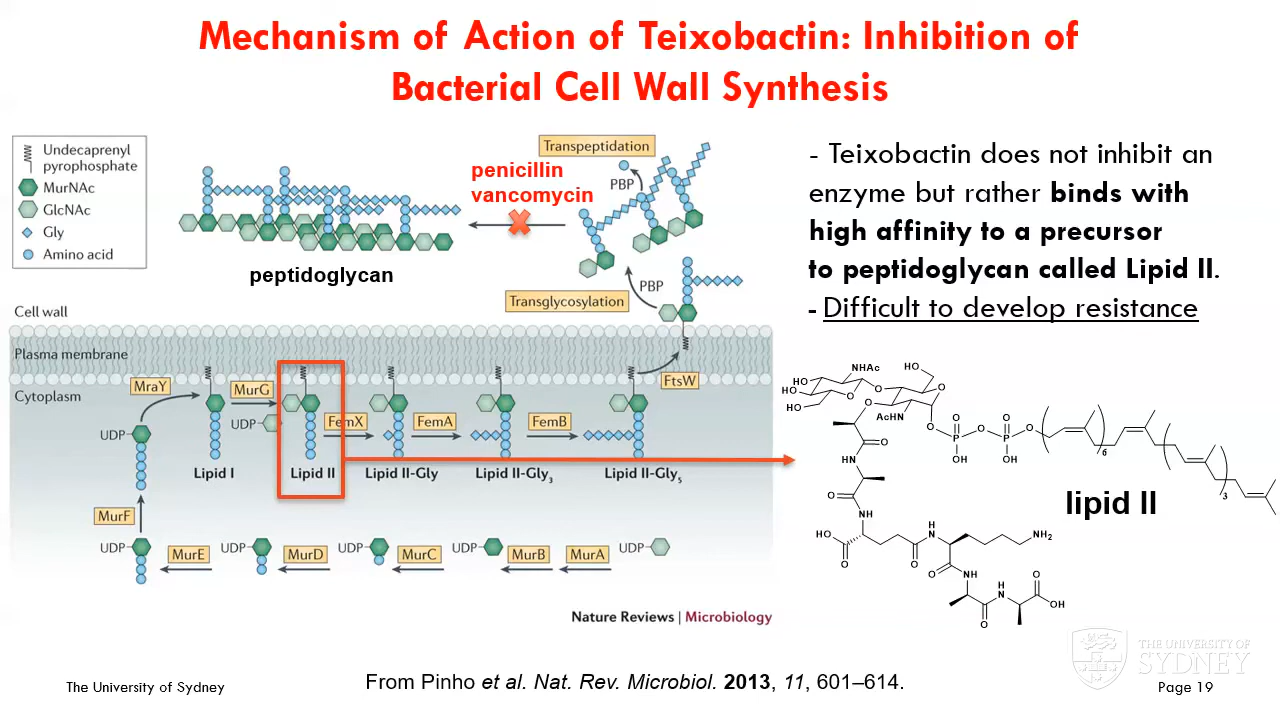 Mechanism of Action of Teixobactin: Inhibition of
Bacterial Cell Wall Synthesis
Undecaprenyl
pyrophosphate
MurNAc
GlcNAc
Gly
Amino acid
peptidoglycan
penicillin
vancomycin
Transpeptidation
PBP
PBP
Transglycosylation
Cell wall
Plasma membrane
Cytoplasm
MraY
MurG
FtsW
UDP
UDP
FemX
FemA
FemB
Lipid I
Lipid II
Lipid II-Gly
Lipid II-Gly₃
Lipid II-Gly₅
MurF
UDP
MurE
UDP
MurD
UDP
MurC
UDP
MurB
MurA
UDP
Nature Reviews | Microbiology
- Teixobactin does not inhibit an
enzyme but rather binds with
high affinity to a precursor
to peptidoglycan called Lipid II.
- Difficult to develop resistance
NHAc
HO
HO
HO
HO
O
O
O
HO
O
O
AcHN
O
O
P
OH
O
O
P
OH
O
O
6
3
O
HN
O
NH
HO
O
O
H
N
NH₂
O
NH
O
H
N
O
OH
lipid II
THE UNIVERSITY OF
SYDNEY
The University of Sydney
From Pinho et al. Nat. Rev. Microbiol. 2013, 11, 601–614.
Page 19